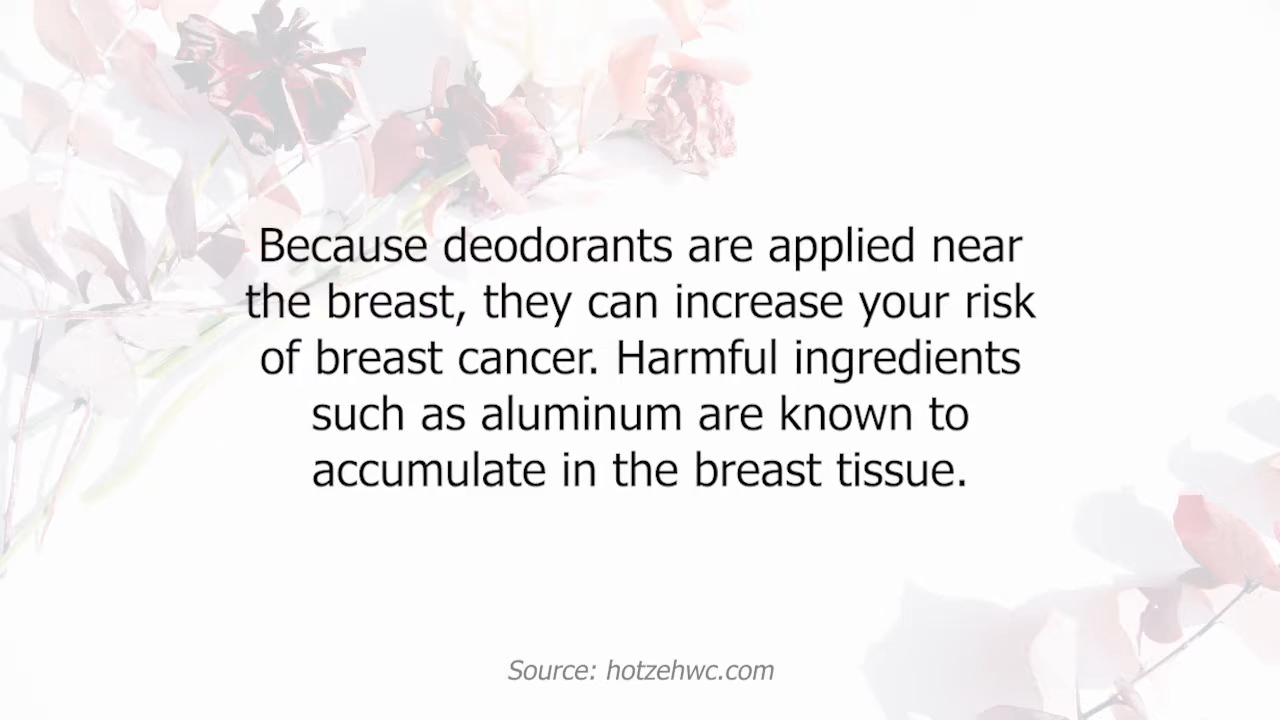 Because deodorants are applied near
the breast, they can increase your risk
of breast cancer. Harmful ingredients
such as aluminum are known to
accumulate in the breast tissue.
Source: hotzehwc.com